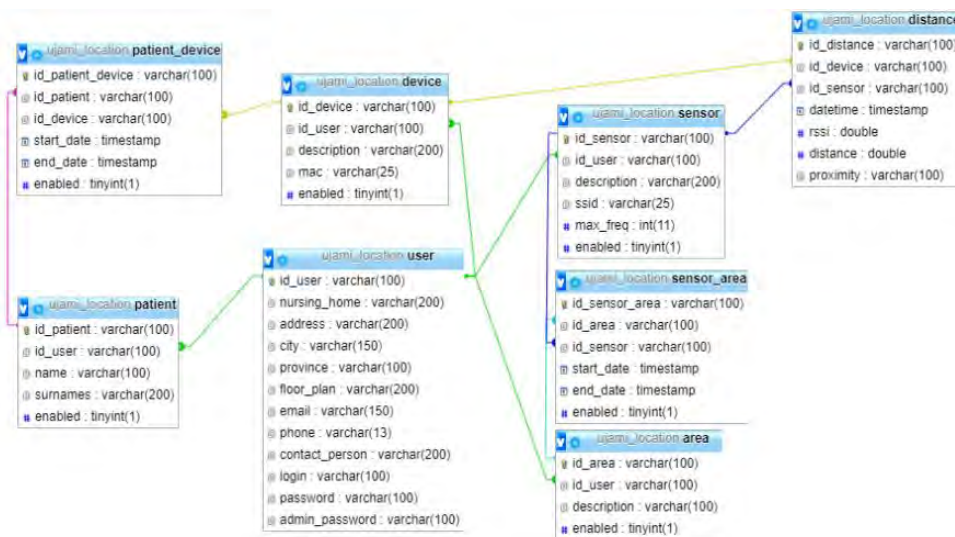 ujami_location patient_device
id_patient_device : varchar(100)
id_patient : varchar(100)
id_device : varchar(100)
start_date : timestamp
end_date : timestamp
enabled : tinyint(1)
ujami_location device
id_device : varchar(100)
id_user : varchar(100)
description : varchar(200)
mac : varchar(25)
enabled : tinyint(1)
ujami_location sensor
id_sensor : varchar(100)
id_user : varchar(100)
description : varchar(200)
ssid : varchar(25)
max_freq : int(11)
enabled : tinyint(1)
ujami_location distance
id_distance : varchar(100)
id_device : varchar(100)
id_sensor : varchar(100)
datetime : timestamp
rssi : double
distance : double
proximity : varchar(100)
ujami_location patient
id_patient : varchar(100)
id_user : varchar(100)
name : varchar(100)
surnames : varchar(200)
enabled : tinyint(1)
ujami_location user
id_user : varchar(100)
nursing_home : varchar(200)
address : varchar(200)
city : varchar(150)
province : varchar(100)
floor_plan : varchar(200)
email : varchar(150)
phone : varchar(13)
contact_person : varchar(200)
login : varchar(100)
password : varchar(100)
admin_password : varchar(100)
ujami_location sensor_area
id_sensor_area : varchar(100)
id_area : varchar(100)
id_sensor : varchar(100)
start_date : timestamp
end_date : timestamp
enabled : tinyint(1)
ujami_location area
id_area : varchar(100)
id_user : varchar(100)
description : varchar(200)
enabled : tinyint(1)